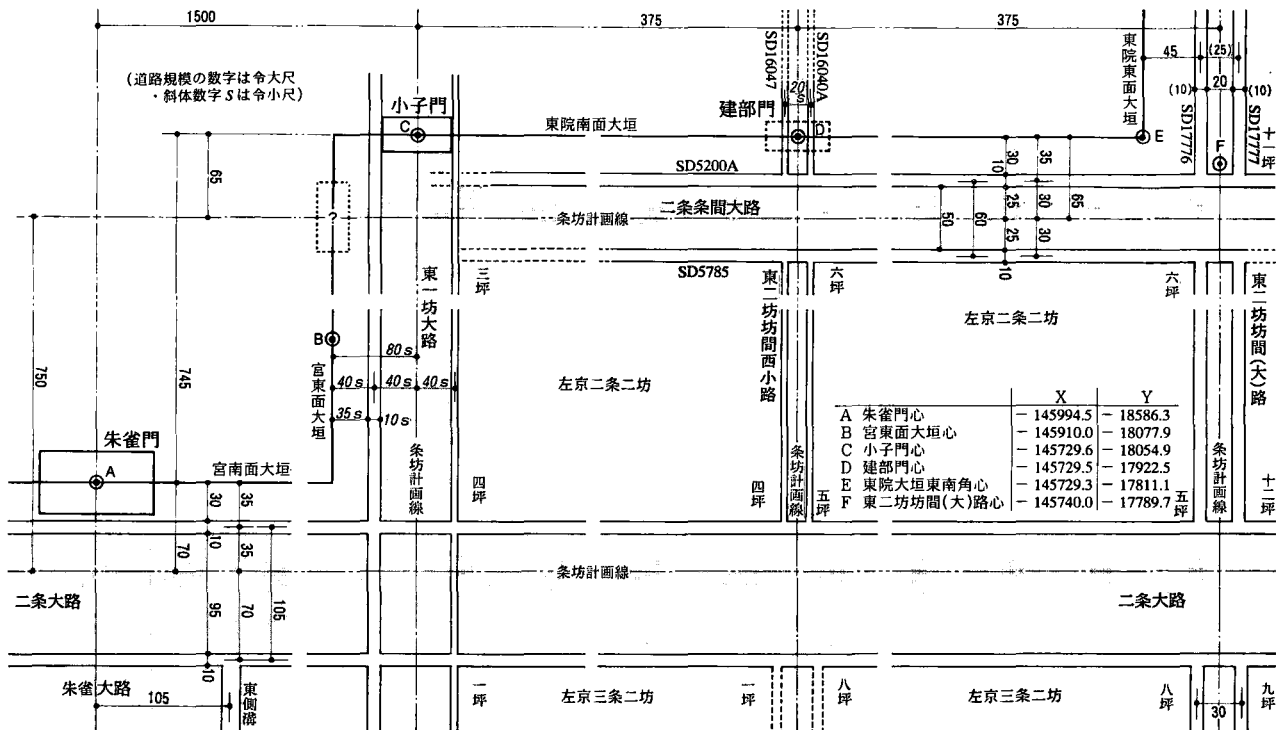 1500
375
375
(道路規模の数字は令大尺
・斜体数字Sは令小尺)
小子門
C
SD16047
SD16040A
20
s
建部門
D
東院東面大垣
45
(25)
20
(10)
(10)
SD17776
SD17777
十一坪
E
F
東院南面大垣
SD5200A
二条条間大路
条坊計画線
SD5785
65
?
30
10
25
25
10
35
30
30
65
50
60
750
745
東一坊大路
三坪
東二坊坊間西小路
六坪
六坪
東二坊坊間(大)路
左京二条二坊
左京二条二坊
B
宮東面大垣
80 s
40 s
40 s
40 s
35 s
10 s
条坊計画線
四坪
四坪
条坊計画線
五坪
五坪
条坊計画線
十二坪
X Y
A 朱雀門心 -145994.5 -18586.3
B 宮東面大垣心 -145910.0 -18077.9
C 小子門心 -145729.6 -18054.9
D 建部門心 -145729.5 -17922.5
E 東院大垣東南角心 -145729.3 -17811.1
F 東二坊坊間(大)路心 -145740.0 -17789.7
朱雀門
A
宮南面大垣
30
35
10
35
70
95
70
105
10
条坊計画線
二条大路
二条大路
朱雀大路
105
東側溝
一坪
左京三条二坊
一坪
八坪
左京三条二坊
八坪
30
九坪